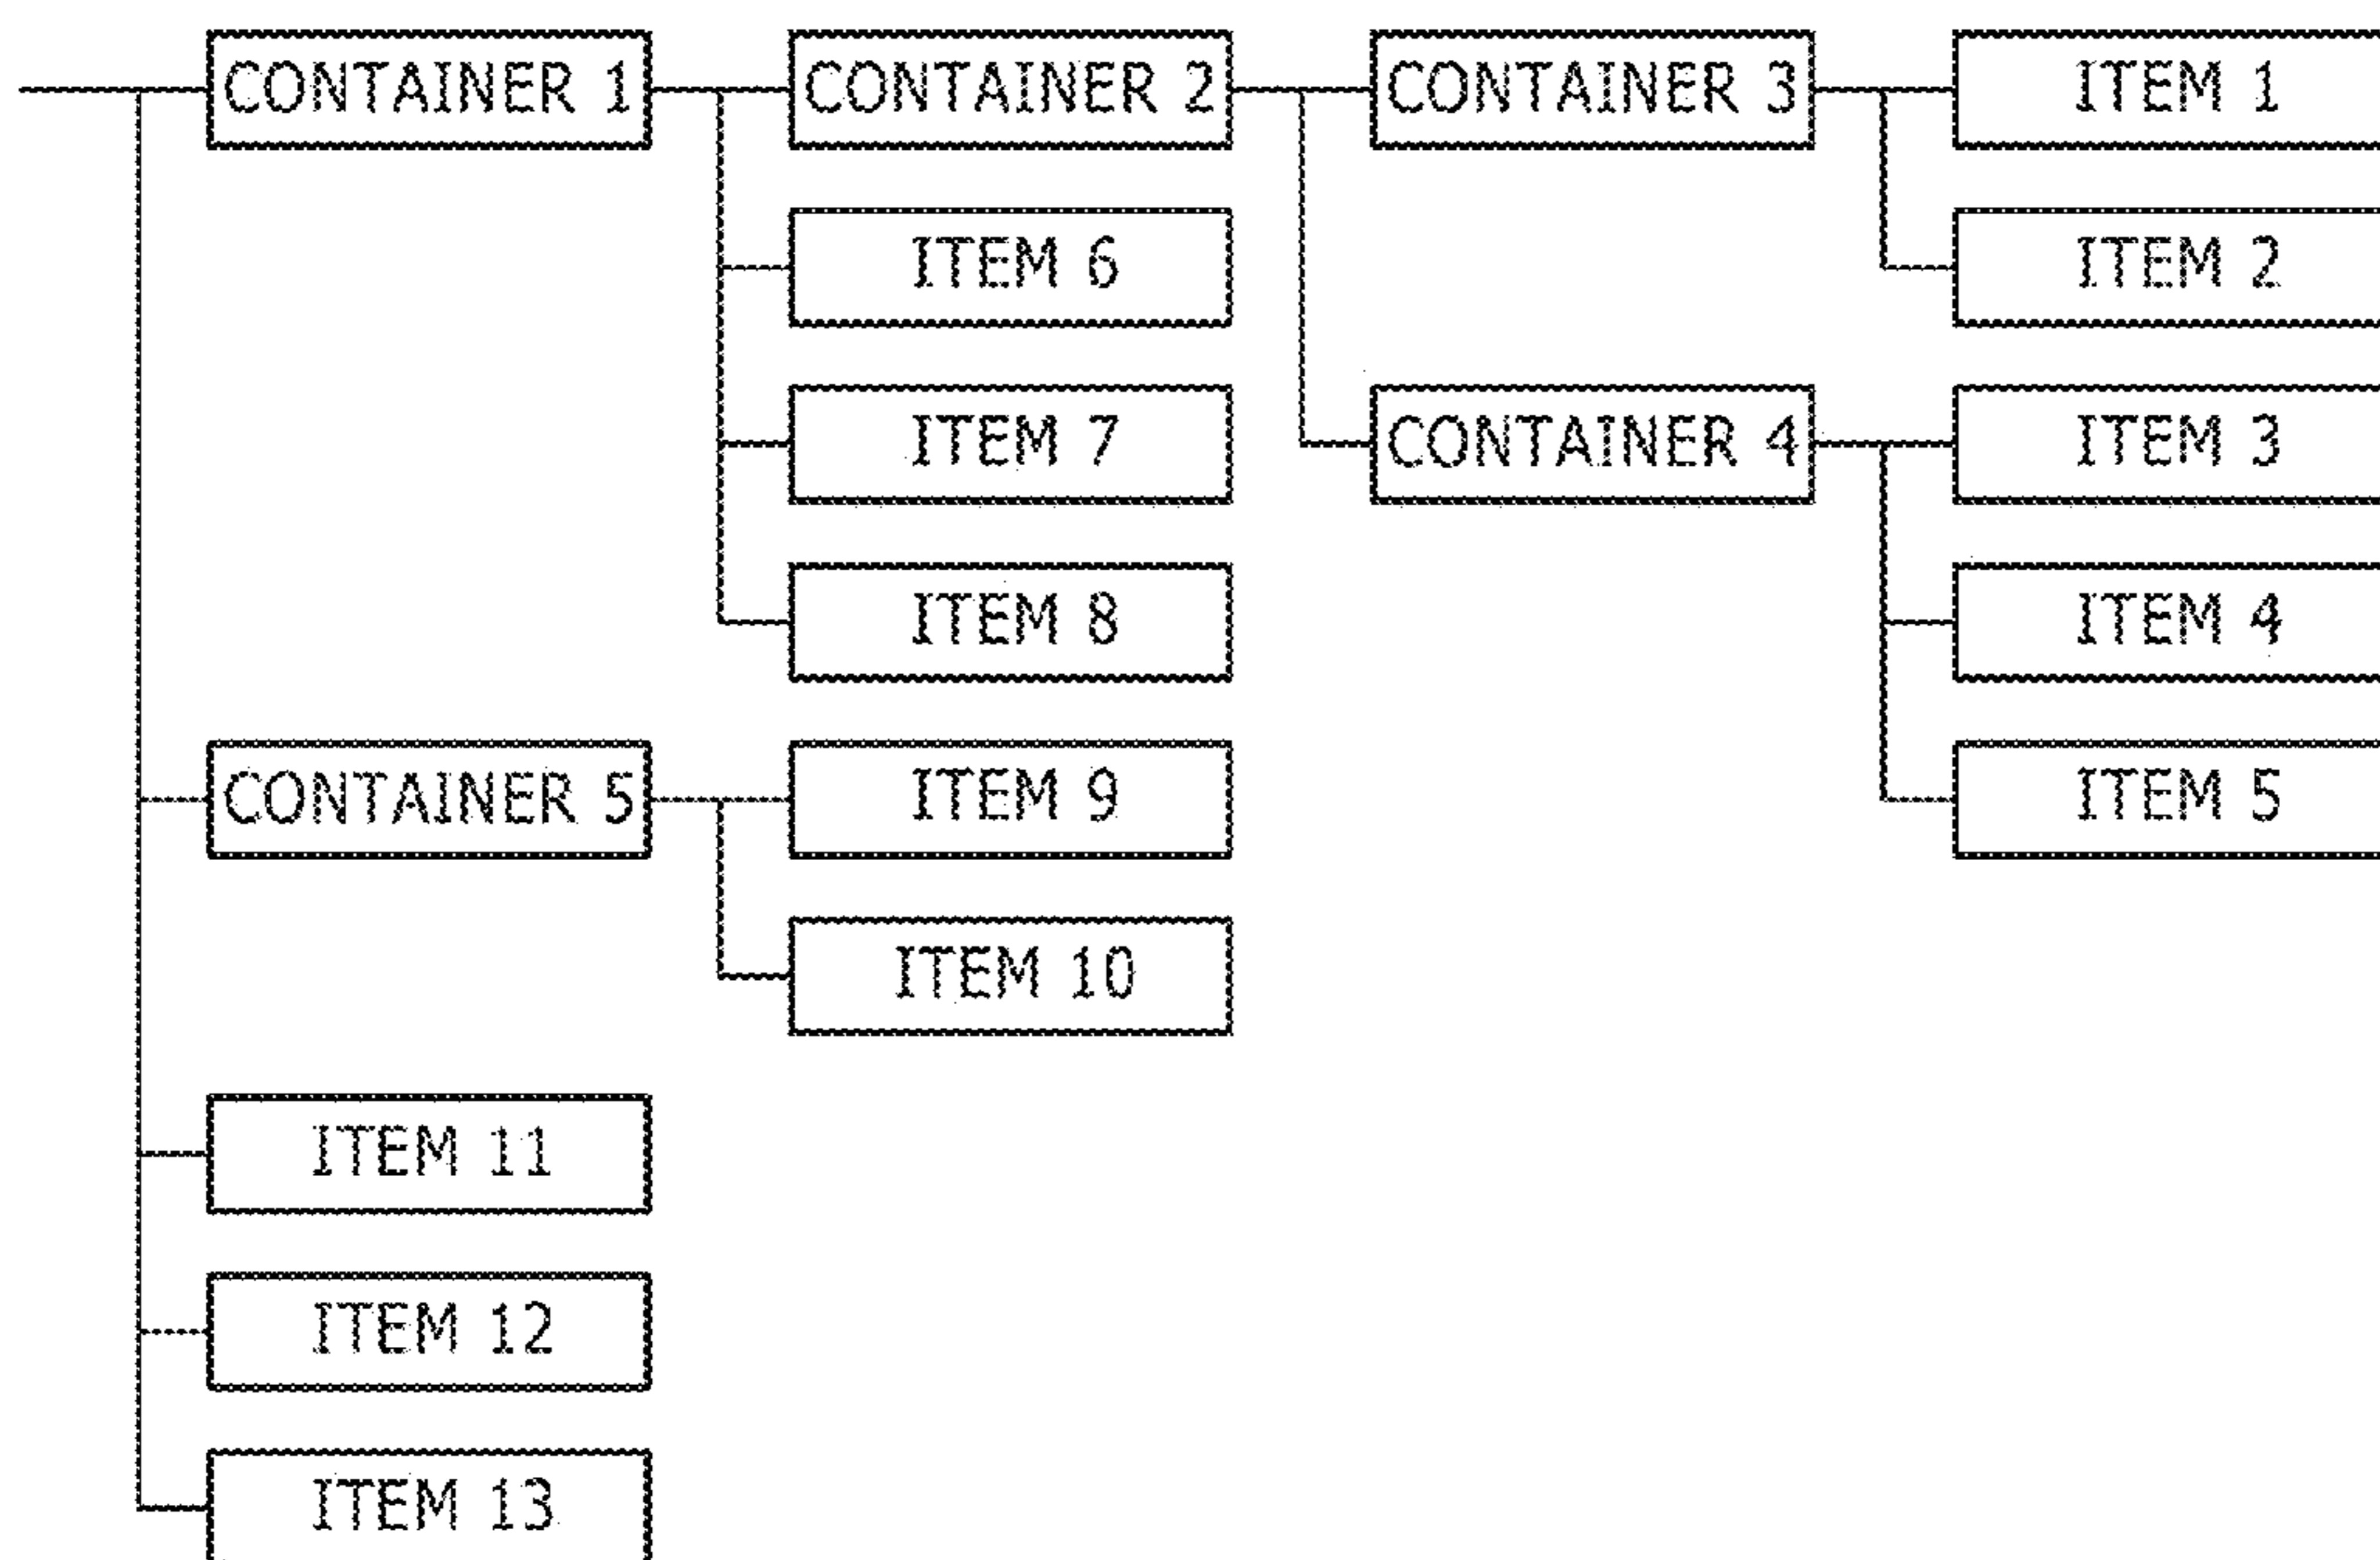 CONTAINER 1
CONTAINER 2
CONTAINER 3
ITEM 1
ITEM 6
ITEM 2
ITEM 7
CONTAINER 4
ITEM 3
ITEM 8
ITEM 4
CONTAINER 5
ITEM 9
ITEM 5
ITEM 10
ITEM 11
ITEM 12
ITEM 13